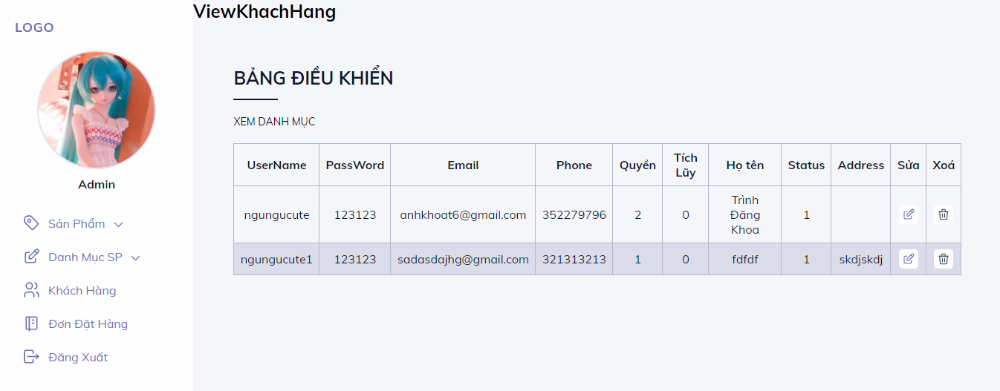 LOGO
Admin
Sản Phẩm
Danh Mục SP
Khách Hàng
Đơn Đặt Hàng
Đăng Xuất
ViewKhachHang
BẢNG ĐIỀU KHIỂN
XEM DANH MỤC
UserName PassWord Email Phone Quyền Tích Lũy Họ tên Status Address Sửa Xoá
ngungucute 123123 anhkhoat6@gmail.com 352279796 2 0 Trình Đăng Khoa 1
ngungucute1 123123 sadasdajhg@gmail.com 321313213 1 0 fdfdf 1 skdjskdj